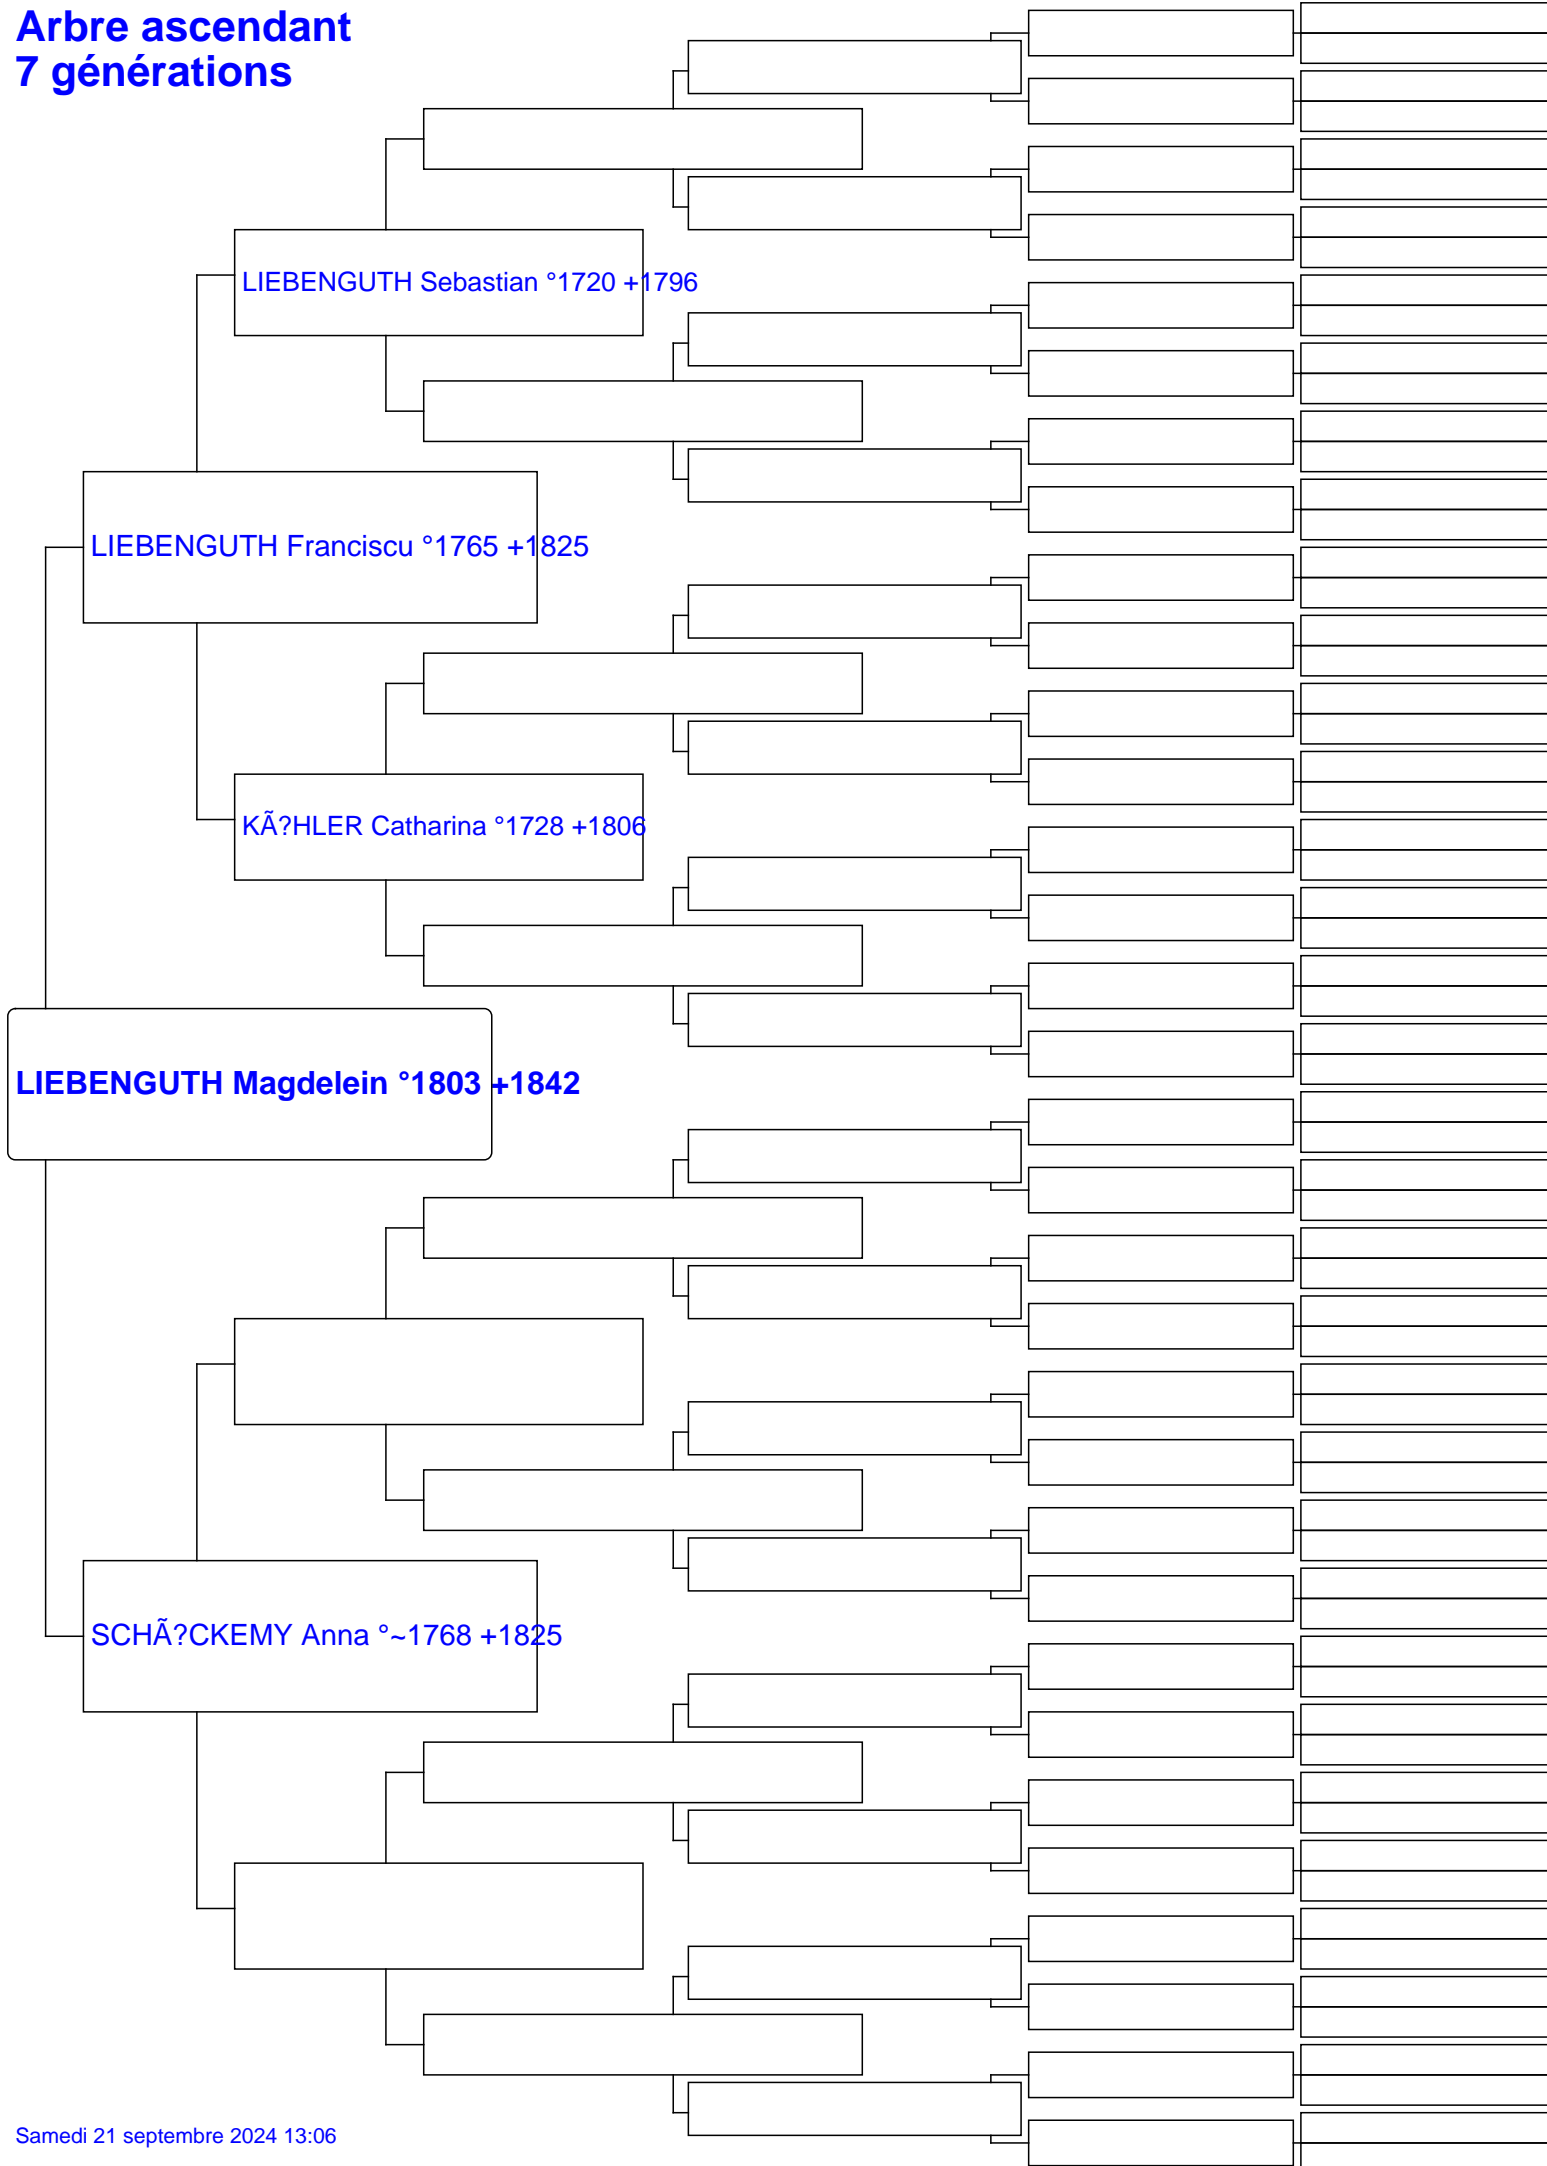 Arbre ascendant
7 générations
LIEBENGUTH Sebastian °1720 +1796
LIEBENGUTH Franciscu °1765 +1825
KÃ?HLER Catharina °1728 +1806
LIEBENGUTH Magdelein °1803 +1842
SCHÃ?CKEMY Anna °~1768 +1825
Samedi 21 septembre 2024 13:06